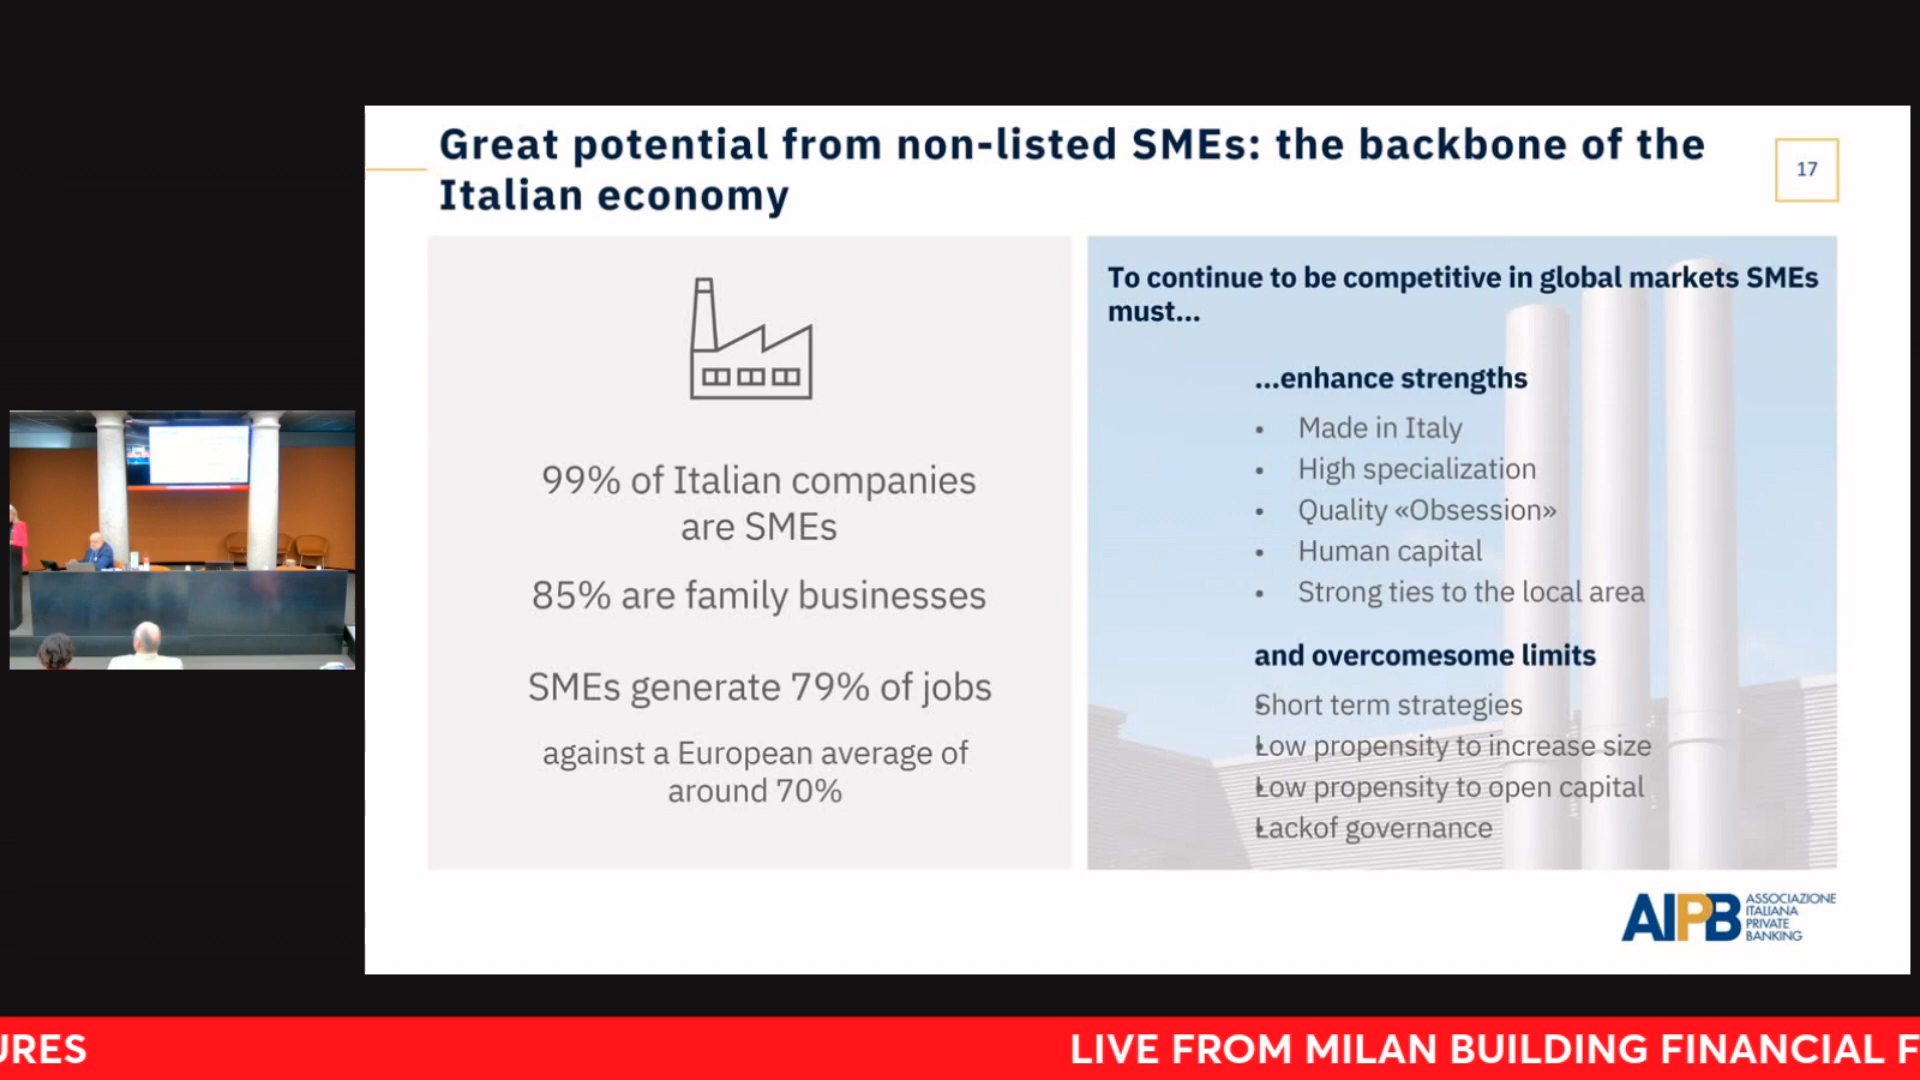 Great potential from non-listed SMEs: the backbone of the
Italian economy
17
99% of Italian companies
are SMEs
85% are family businesses
SMEs generate 79% of jobs
against a European average of
around 70%
To continue to be competitive in global markets SMEs
must...
...enhance strengths
• Made in Italy
• High specialization
• Quality «Obsession»
• Human capital
• Strong ties to the local area
and overcomesome limits
• Short term strategies
• Low propensity to increase size
• Low propensity to open capital
• Lackof governance
AIPB
ASSOCIAZIONE
ITALIANA
PRIVATE
BANKING
URES
LIVE FROM MILAN BUILDING FINANCIAL F